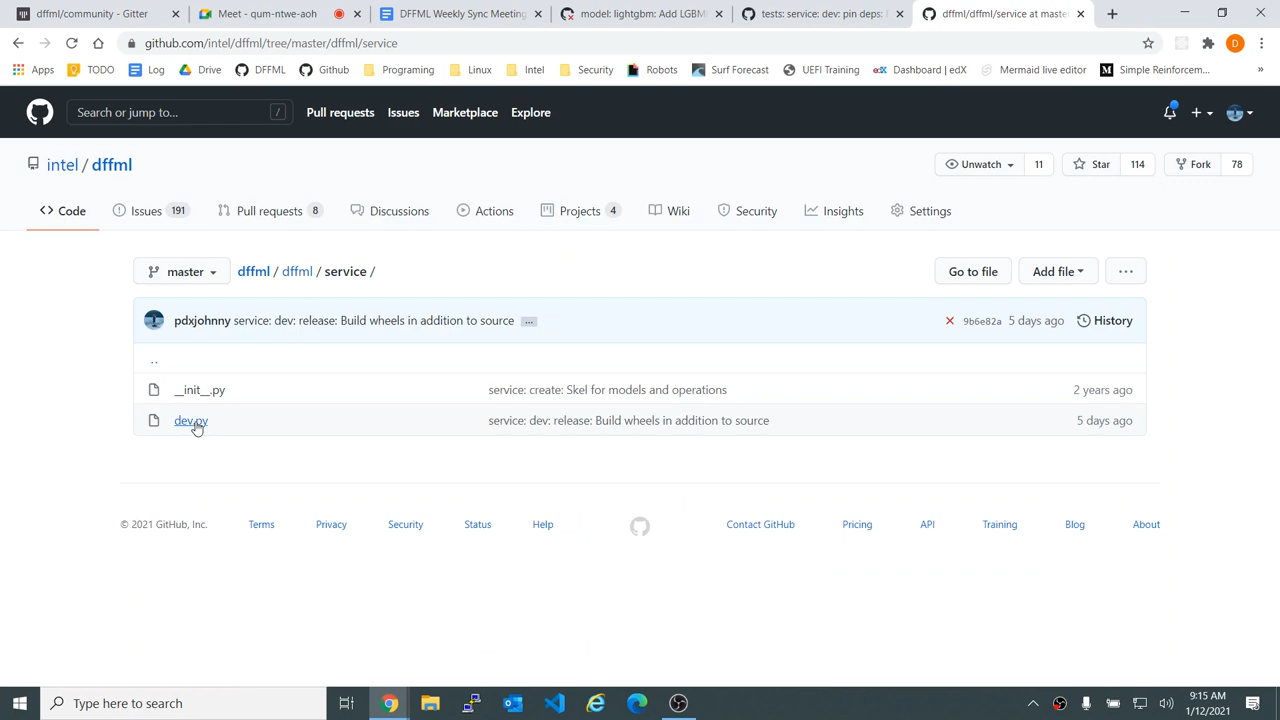 dffml/community - Gitter
Meet - qum-ntwe-aoh
DFFML Weekly Sync Meeting
model: lightgbm: Add LGBM
tests: service: dev: pin deps:
dffml/dffml/service at maste
github.com/intel/dffml/tree/master/dffml/service
Apps TODO Log Drive DFFML Github Programing Linux Intel Security Robots Surf Forecast UEFI Training edX Dashboard | edX Mermaid live editor Simple Reinforcem... »
Search or jump to... /
Pull requests Issues Marketplace Explore
intel / dffml
Unwatch 11 Star 114 Fork 78
Code Issues 191 Pull requests 8 Discussions Actions Projects 4 Wiki Security Insights Settings
master dffml / dffml / service / Go to file Add file ...
pdxjohnny service: dev: release: Build wheels in addition to source ... 9b6e82a 5 days ago History
..
__init__.py service: create: Skel for models and operations 2 years ago
dev.py service: dev: release: Build wheels in addition to source 5 days ago
© 2021 GitHub, Inc. Terms Privacy Security Status Help Contact GitHub Pricing API Training Blog About
Type here to search
9:15 AM
1/12/2021